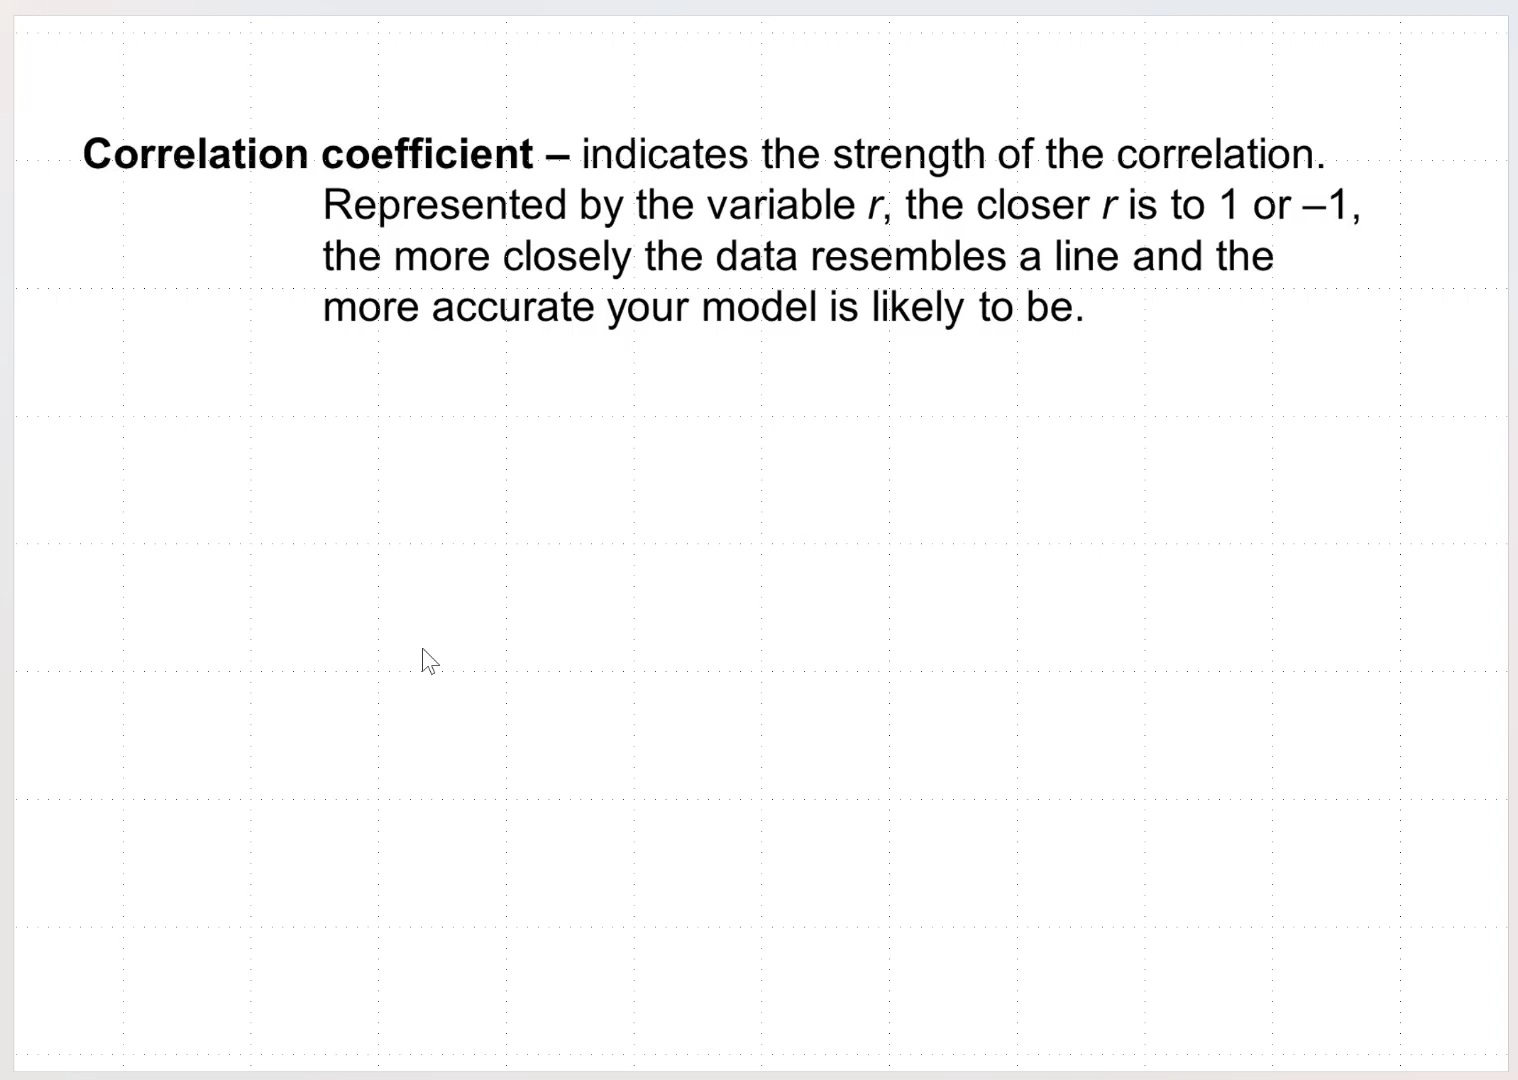 Correlation coefficient – indicates the strength of the correlation.
Represented by the variable r, the closer r is to 1 or –1,
the more closely the data resembles a line and the
more accurate your model is likely to be.